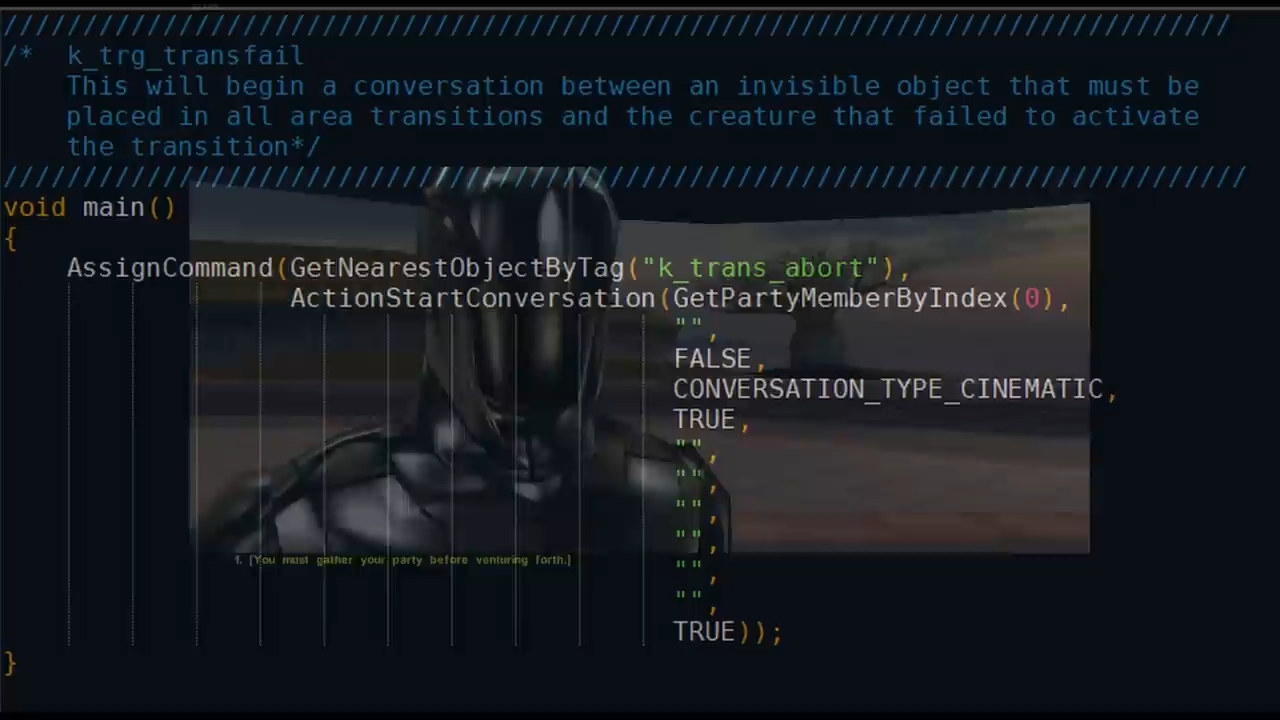 //////////////////////////////////////////////////////////////////////////////
/*  k_trg_transfail
    This will begin a conversation between an invisible object that must be
    placed in all area transitions and the creature that failed to activate
    the transition*/
///////////////////////////////////////////////////////////////////////////////
void main()
{
    AssignCommand(GetNearestObjectByTag("k_trans_abort"),
                  ActionStartConversation(GetPartyMemberByIndex(0),
                                          "",
                                          FALSE,
                                          CONVERSATION_TYPE_CINEMATIC,
                                          TRUE,
                                          "",
                                          "",
                                          "",
                                          "",
                                          "",
                                          "",
                                          TRUE));
1. [You must gather your party before venturing forth.]
}